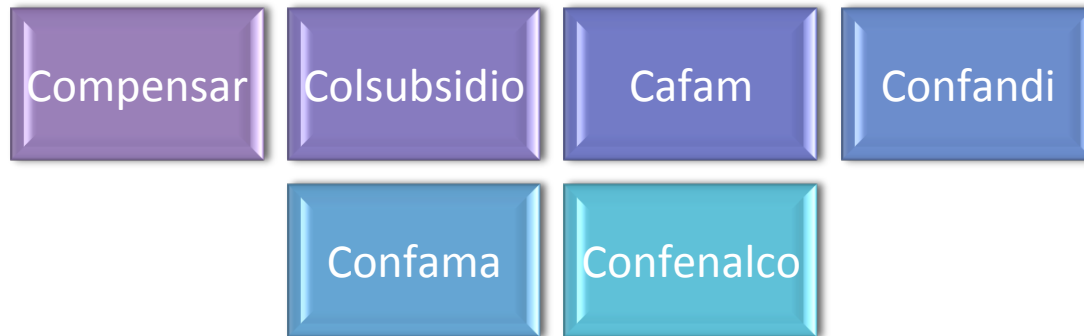 Compensar
Colsubsidio
Cafam
Confandi
Confama
Confenalco